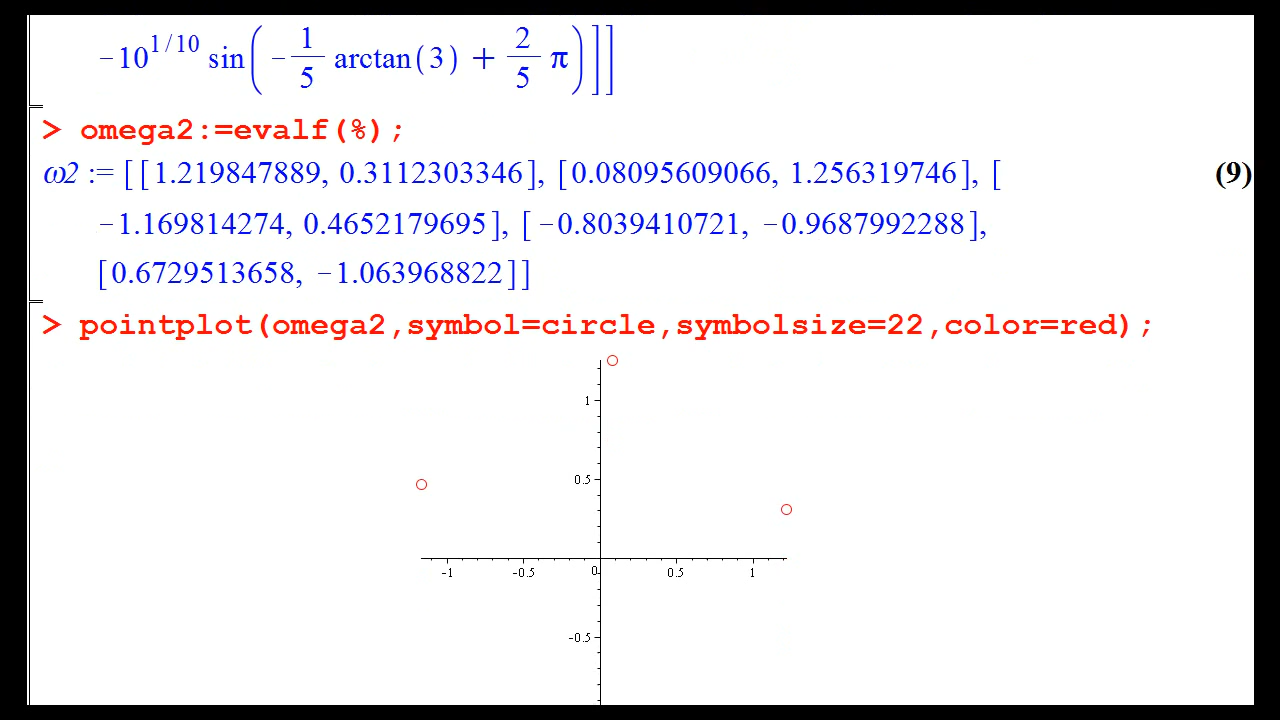 −10^1/10 sin(−1/5 arctan(3) + 2/5 π)]]
> omega2:=evalf(%);
ω2 := [[1.219847889, 0.3112303346], [0.08095609066, 1.256319746], [ (9)
−1.169814274, 0.4652179695], [−0.8039410721, −0.9687992288],
[0.6729513658, −1.063968822]]
> pointplot(omega2,symbol=circle,symbolsize=22,color=red);
1
0.5
-1 -0.5 0 0.5 1
-0.5